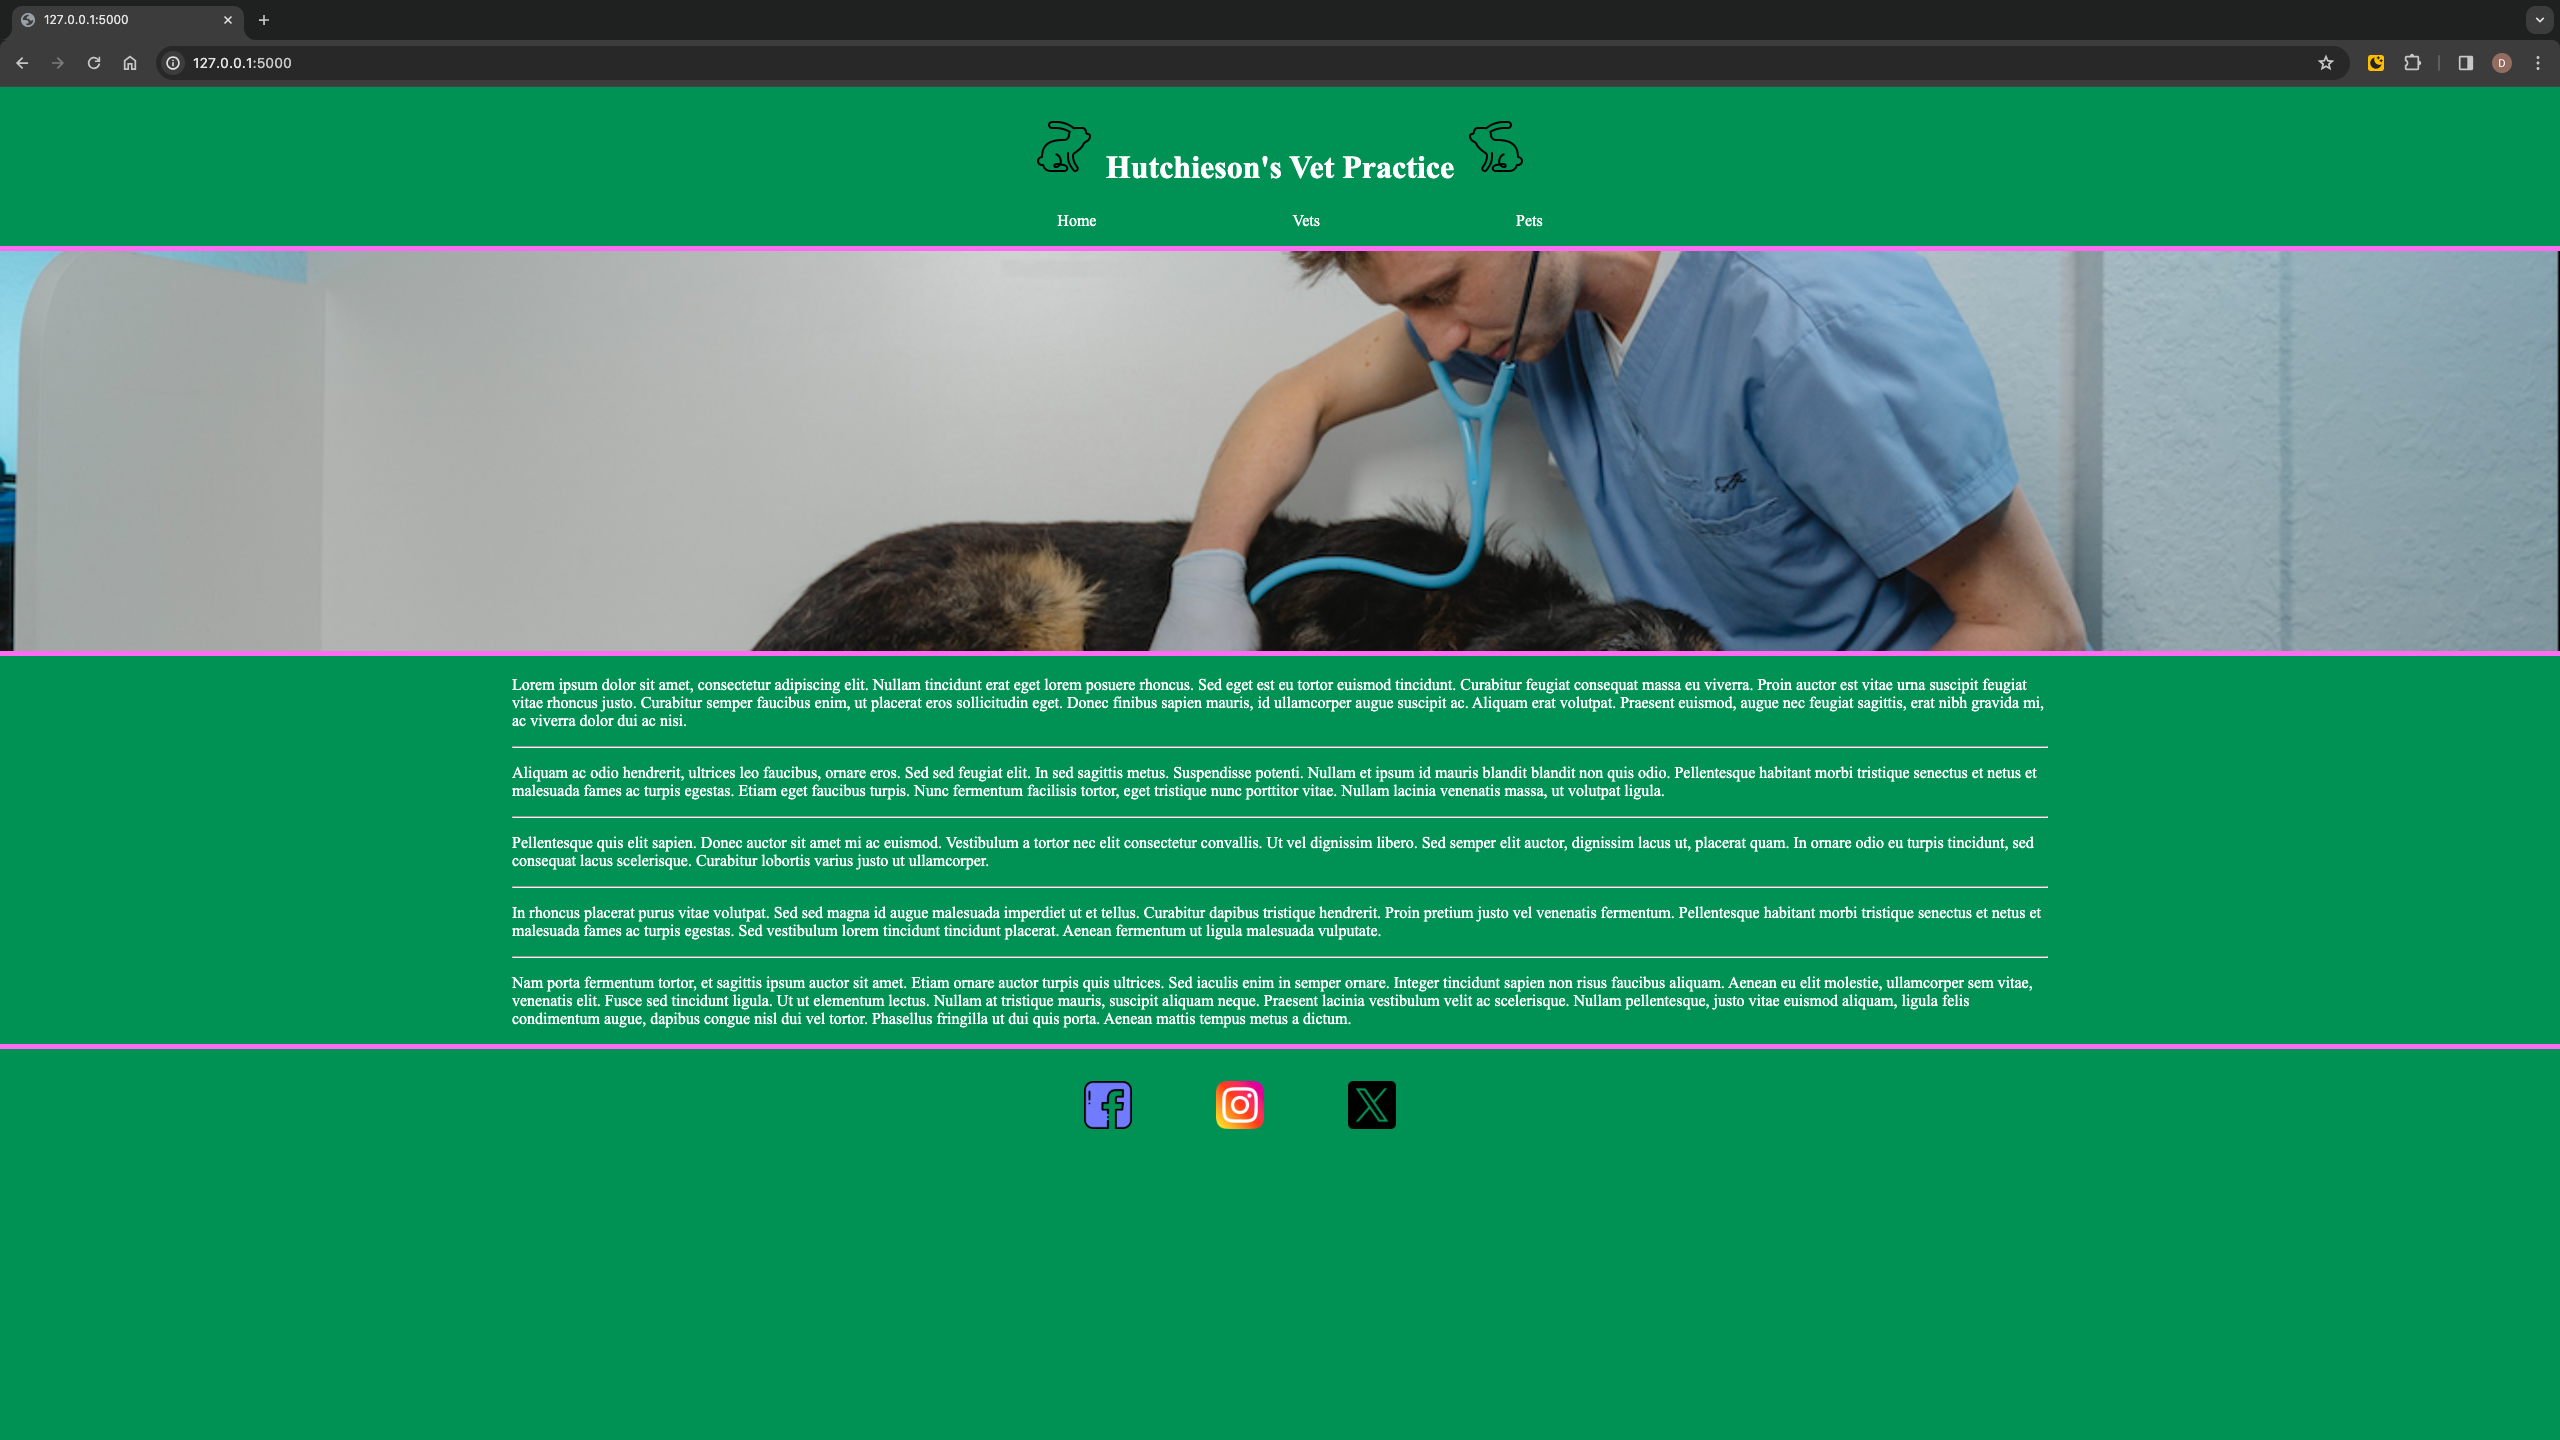 127.0.0.1:5000
127.0.0.1:5000
D
Hutchieson's Vet Practice
Home Vets Pets
Lorem ipsum dolor sit amet, consectetur adipiscing elit. Nullam tincidunt erat eget lorem posuere rhoncus. Sed eget est eu tortor euismod tincidunt. Curabitur feugiat consequat massa eu viverra. Proin auctor est vitae urna suscipit feugiat
vitae rhoncus justo. Curabitur semper faucibus enim, ut placerat eros sollicitudin eget. Donec finibus sapien mauris, id ullamcorper augue suscipit ac. Aliquam erat volutpat. Praesent euismod, augue nec feugiat sagittis, erat nibh gravida mi,
ac viverra dolor dui ac nisi.
Aliquam ac odio hendrerit, ultrices leo faucibus, ornare eros. Sed sed feugiat elit. In sed sagittis metus. Suspendisse potenti. Nullam et ipsum id mauris blandit blandit non quis odio. Pellentesque habitant morbi tristique senectus et netus et
malesuada fames ac turpis egestas. Etiam eget faucibus turpis. Nunc fermentum facilisis tortor, eget tristique nunc porttitor vitae. Nullam lacinia venenatis massa, ut volutpat ligula.
Pellentesque quis elit sapien. Donec auctor sit amet mi ac euismod. Vestibulum a tortor nec elit consectetur convallis. Ut vel dignissim libero. Sed semper elit auctor, dignissim lacus ut, placerat quam. In ornare odio eu turpis tincidunt, sed
consequat lacus scelerisque. Curabitur lobortis varius justo ut ullamcorper.
In rhoncus placerat purus vitae volutpat. Sed sed magna id augue malesuada imperdiet ut et tellus. Curabitur dapibus tristique hendrerit. Proin pretium justo vel venenatis fermentum. Pellentesque habitant morbi tristique senectus et netus et
malesuada fames ac turpis egestas. Sed vestibulum lorem tincidunt tincidunt placerat. Aenean fermentum ut ligula malesuada vulputate.
Nam porta fermentum tortor, et sagittis ipsum auctor sit amet. Etiam ornare auctor turpis quis ultrices. Sed iaculis enim in semper ornare. Integer tincidunt sapien non risus faucibus aliquam. Aenean eu elit molestie, ullamcorper sem vitae,
venenatis elit. Fusce sed tincidunt ligula. Ut ut elementum lectus. Nullam at tristique mauris, suscipit aliquam neque. Praesent lacinia vestibulum velit ac scelerisque. Nullam pellentesque, justo vitae euismod aliquam, ligula felis
condimentum augue, dapibus congue nisl dui vel tortor. Phasellus fringilla ut dui quis porta. Aenean mattis tempus metus a dictum.